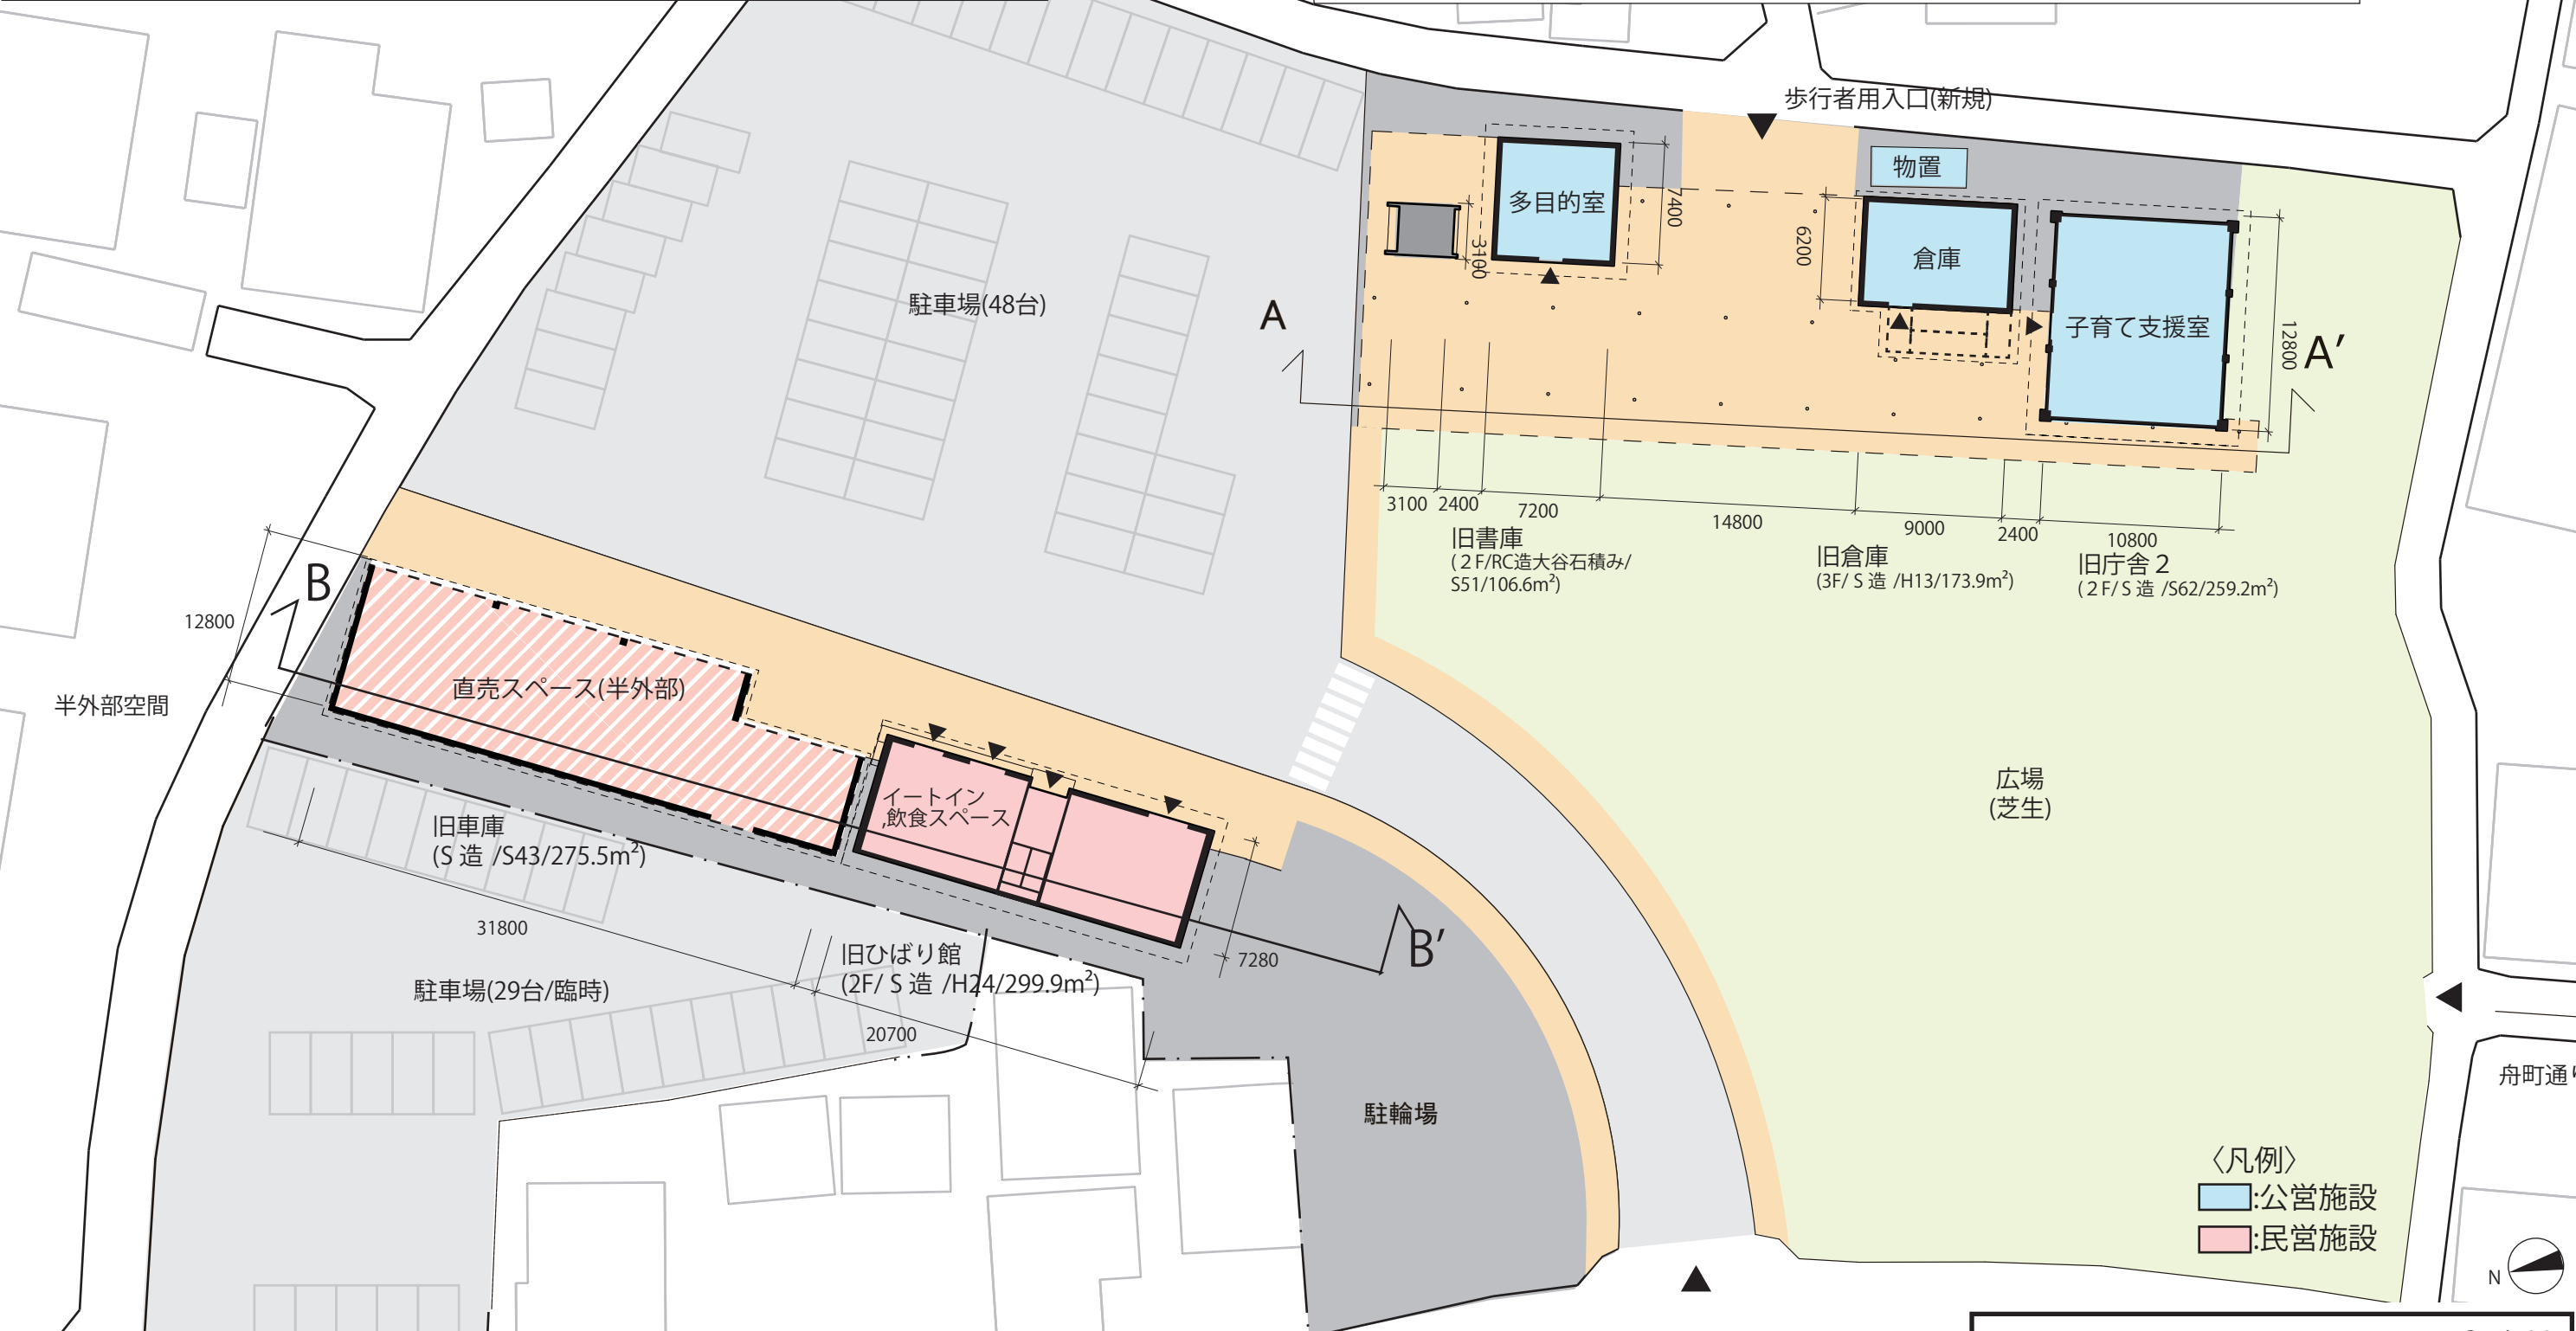 歩行者用入口(新規)
物置
多目的室
7400
3100
6200
倉庫
子育て支援室
12800
駐車場(48台)
A
A′
3100
2400
7200
14800
9000
2400
10800
旧書庫
(２F/RC造大谷石積み/
S51/106.6m²)
旧倉庫
(3F/Ｓ造 /H13/173.9m²)
旧庁舎２
(２F/Ｓ造 /S62/259.2m²)
B
12800
半外部空間
直売スペース(半外部)
イートイン
,飲食スペース
旧車庫
(Ｓ造 /S43/275.5m²)
31800
駐車場(29台/臨時)
旧ひばり館
(2F/Ｓ造 /H24/299.9m²)
20700
7280
B′
広場
(芝生)
駐輪場
舟町通り
〈凡例〉
:公営施設
:民営施設
N